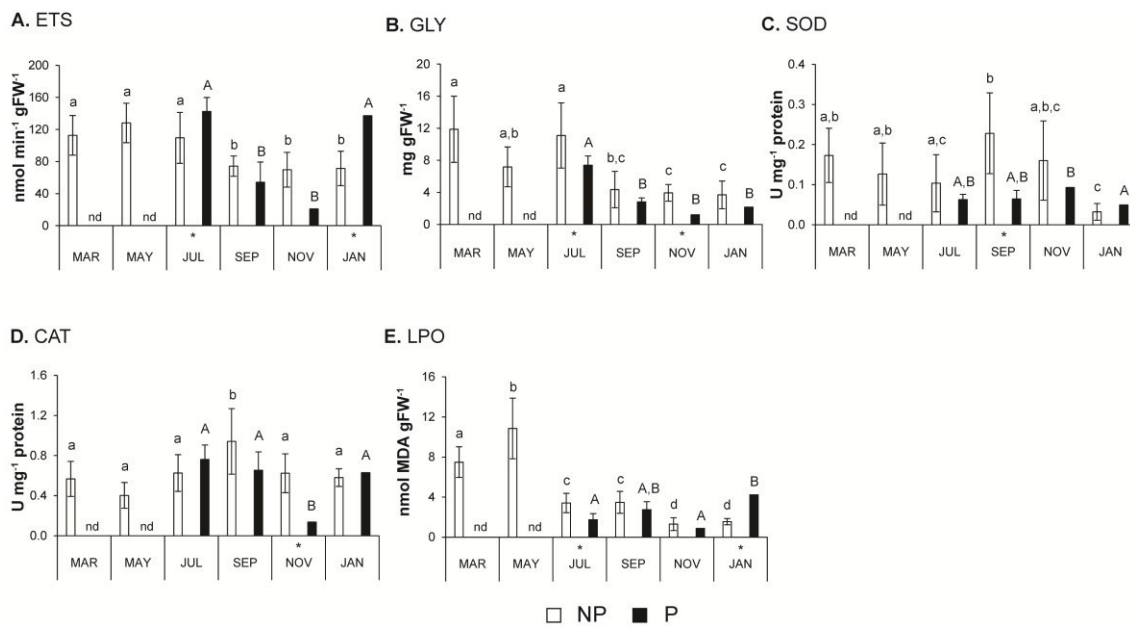 A. ETS
nmol min⁻¹ gFW⁻¹
200
160
120
80
40
0
a a a A b B b B b A
nd nd
* *
MAR MAY JUL SEP NOV JAN
B. GLY
mg gFW⁻¹
20
16
12
8
4
0
a a,b a A b,c B c B c B
nd nd
* *
MAR MAY JUL SEP NOV JAN
C. SOD
U mg⁻¹ protein
0.4
0.3
0.2
0.1
0.0
a,b a,b a,c A,B b A,B a,b,c B c A
nd nd
*
MAR MAY JUL SEP NOV JAN
D. CAT
U mg⁻¹ protein
1.6
1.2
0.8
0.4
0.0
a a a A b A a B a A
nd nd
*
MAR MAY JUL SEP NOV JAN
E. LPO
nmol MDA gFW⁻¹
16
12
8
4
0
a b c A c A,B d A d B
nd nd
* *
MAR MAY JUL SEP NOV JAN
NP P